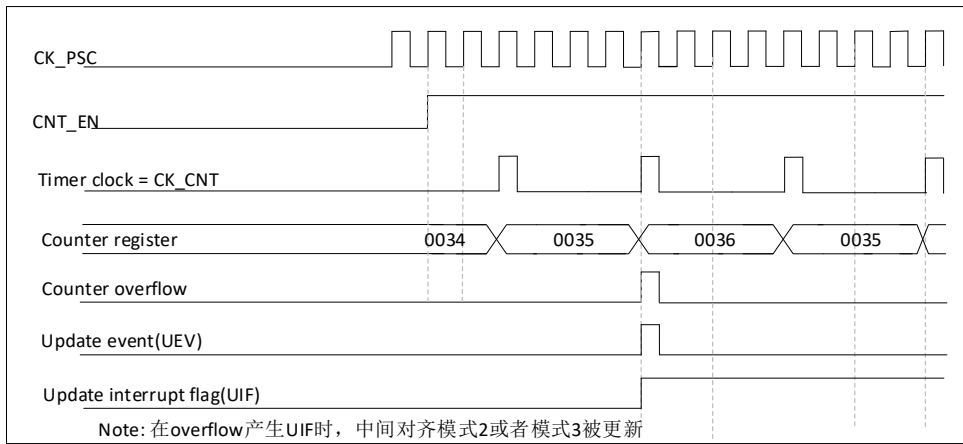 CK_PSC
CNT_EN
Timer clock = CK_CNT
Counter register 0034 0035 0036 0035
Counter overflow
Update event(UEV)
Update interrupt flag(UIF)
Note: 在overflow产生UIF时，中间对齐模式2或者模式3被更新